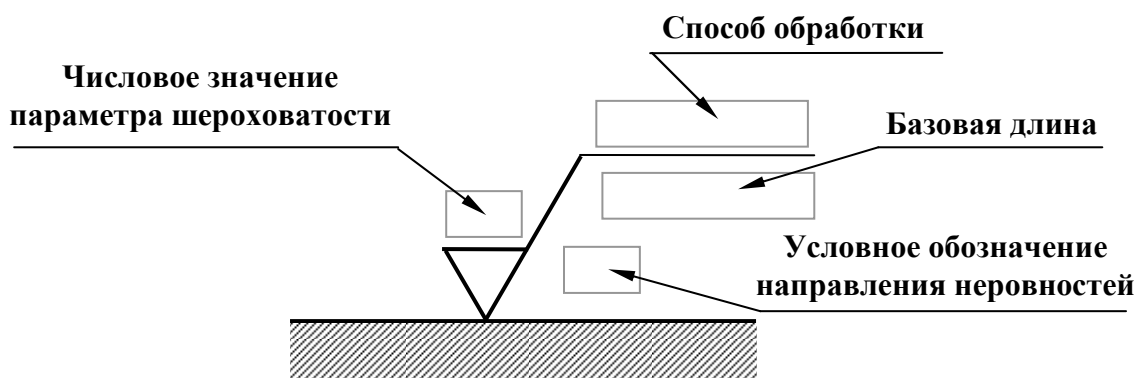 Способ обработки
Числовое значение
параметра шероховатости
Базовая длина
Условное обозначение
направления неровностей